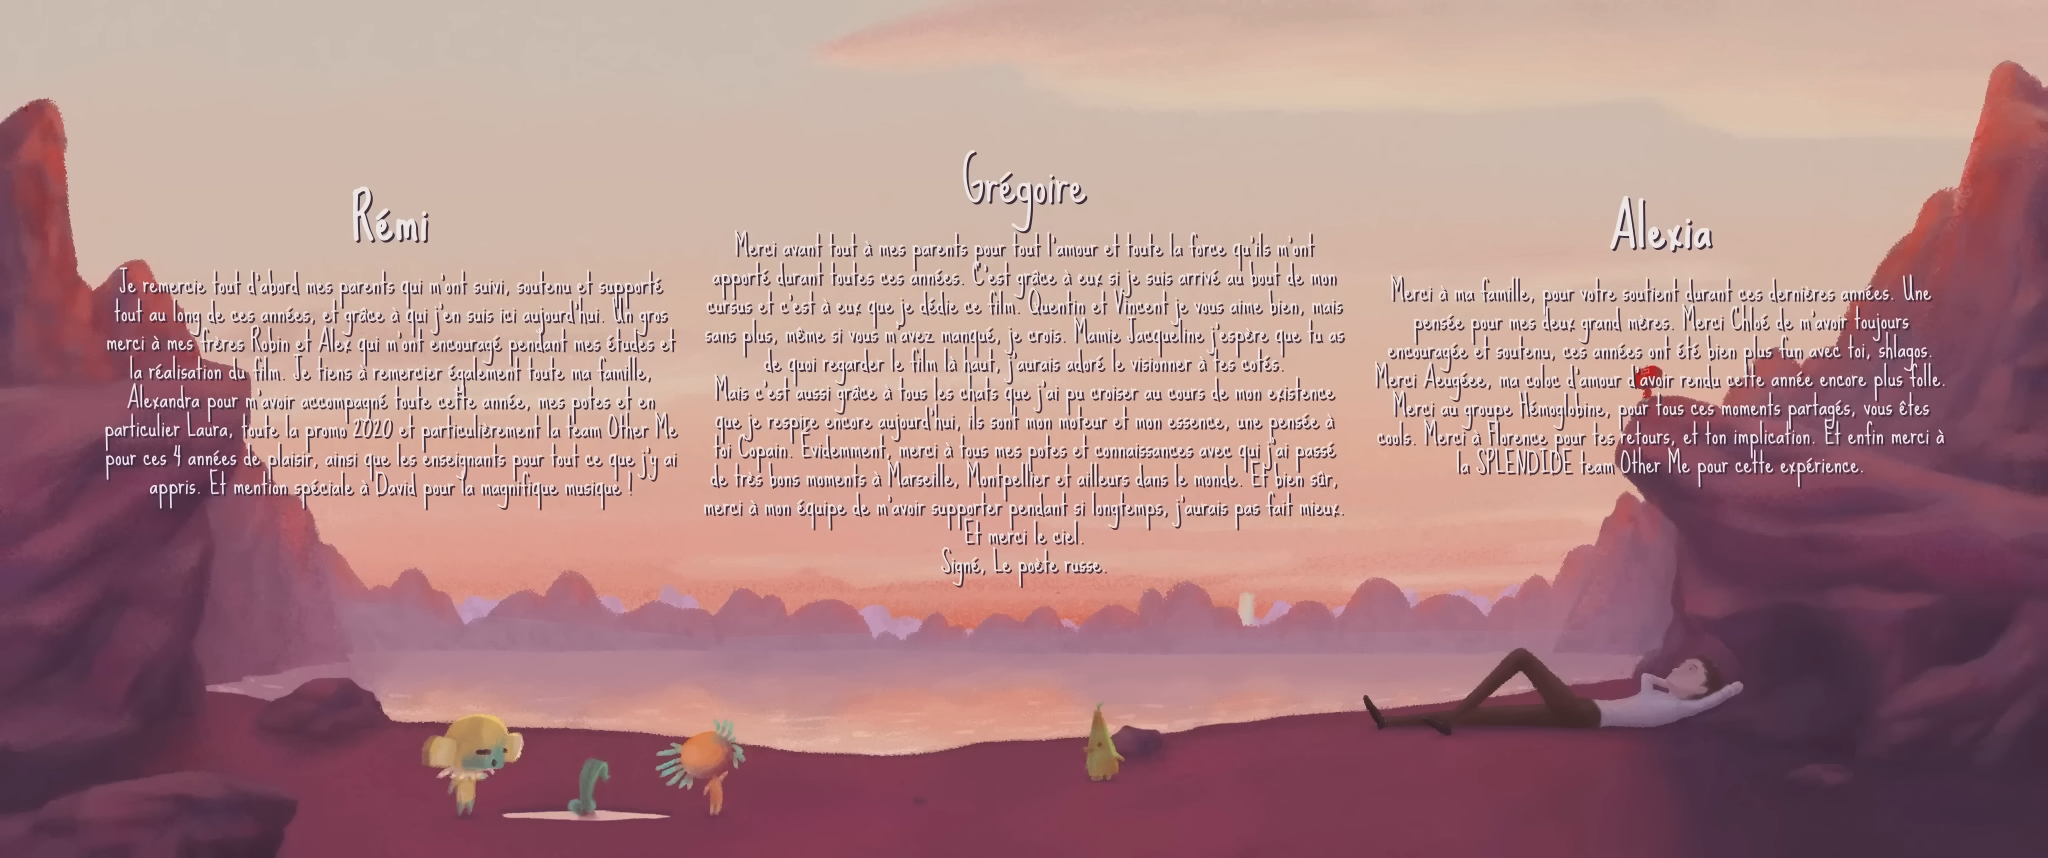 Rémi
Je remercie tout d'abord mes parents qui m'ont suivi, soutenu et supporté
tout au long de ces années, et grâce à qui j'en suis ici aujourd'hui. Un gros
merci à mes frères Robin et Alex qui m'ont encouragé pendant mes études et
la réalisation du film. Je tiens à remercier également toute ma famille,
Alexandra pour m'avoir accompagné toute cette année, mes potes et en
particulier Laura, toute la promo 2020 et particulièrement la team Other Me
pour ces 4 années de plaisir, ainsi que les enseignants pour tout ce que j'y ai
appris. Et mention spéciale à David pour la magnifique musique !
Grégoire
Merci avant tout à mes parents pour tout l'amour et toute la force qu'ils m'ont
apporté durant toutes ces années. C'est grâce à eux si je suis arrivé au bout de mon
cursus et c'est à eux que je dédie ce film. Quentin et Vincent je vous aime bien, mais
sans plus, même si vous m'avez manqué, je crois. Mamie Jacqueline j'espère que tu as
de quoi regarder le film là haut, j'aurais adoré le visionner à tes cotés.
Mais c'est aussi grâce à tous les chats que j'ai pu croiser au cours de mon existence
que je respire encore aujourd'hui, ils sont mon moteur et mon essence, une pensée à
toi Copain. Évidemment, merci à tous mes potes et connaissances avec qui j'ai passé
de très bons moments à Marseille, Montpellier et ailleurs dans le monde. Et bien sûr,
merci à mon équipe de m'avoir supporter pendant si longtemps, j'aurais pas fait mieux.
Et merci le ciel.
Signé, Le poète russe.
Alexia
Merci à ma famille, pour votre soutient durant ces dernières années. Une
pensée pour mes deux grand mères. Merci Chloé de m'avoir toujours
encouragée et soutenu, ces années ont été bien plus fun avec toi, shlagos.
Merci Aeugéee, ma coloc d'amour d'avoir rendu cette année encore plus folle.
Merci au groupe Hémoglobine, pour tous ces moments partagés, vous êtes
cools. Merci à Florence pour tes retours, et ton implication. Et enfin merci à
la SPLENDIDE team Other Me pour cette expérience.